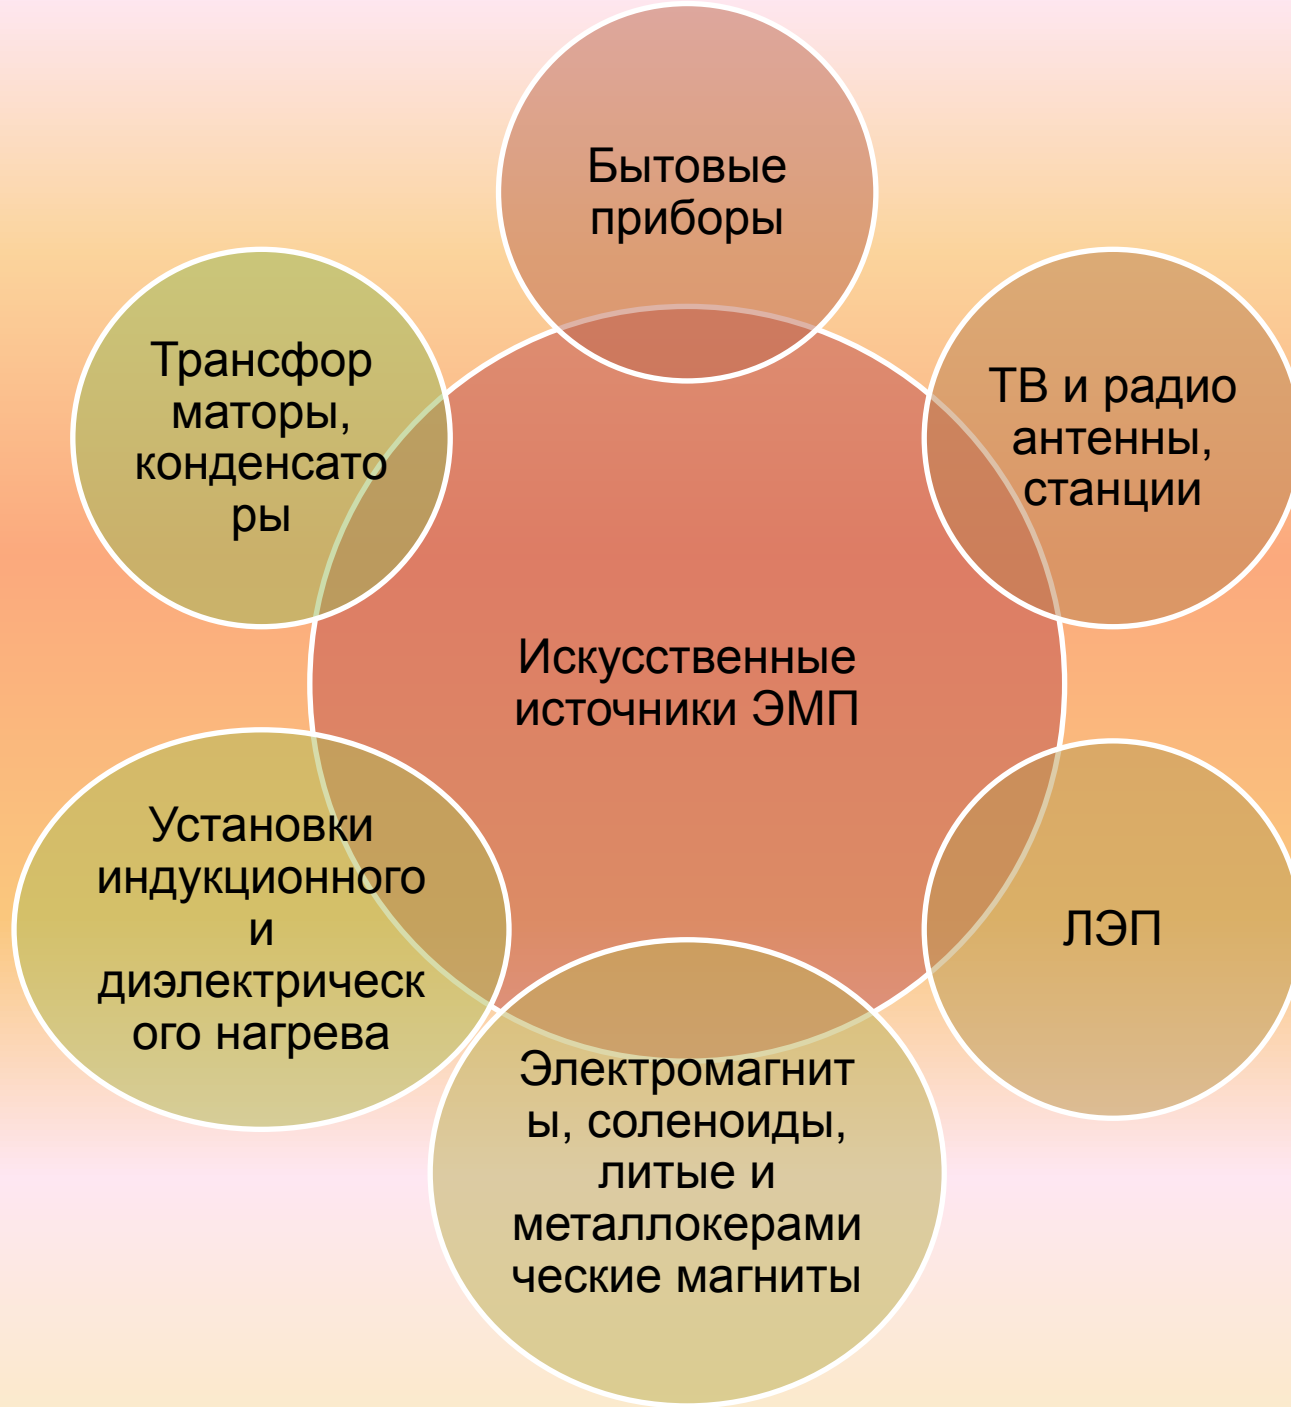 Бытовые
приборы
ТВ и радио
антенны,
станции
ЛЭП
Электромагнит
ы, соленоиды,
литые и
металлокерами
ческие магниты
Установки
индукционного
и
диэлектрическ
ого нагрева
Трансфор
маторы,
конденсато
ры
Искусственные
источники ЭМП